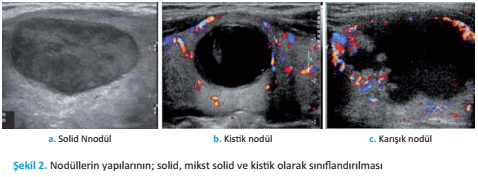 a. Solid Nnodül
b. Kistik nodül
c. Karışık nodül
Şekil 2. Nodüllerin yapılarının; solid, mikst solid ve kistik olarak sınıflandırılması